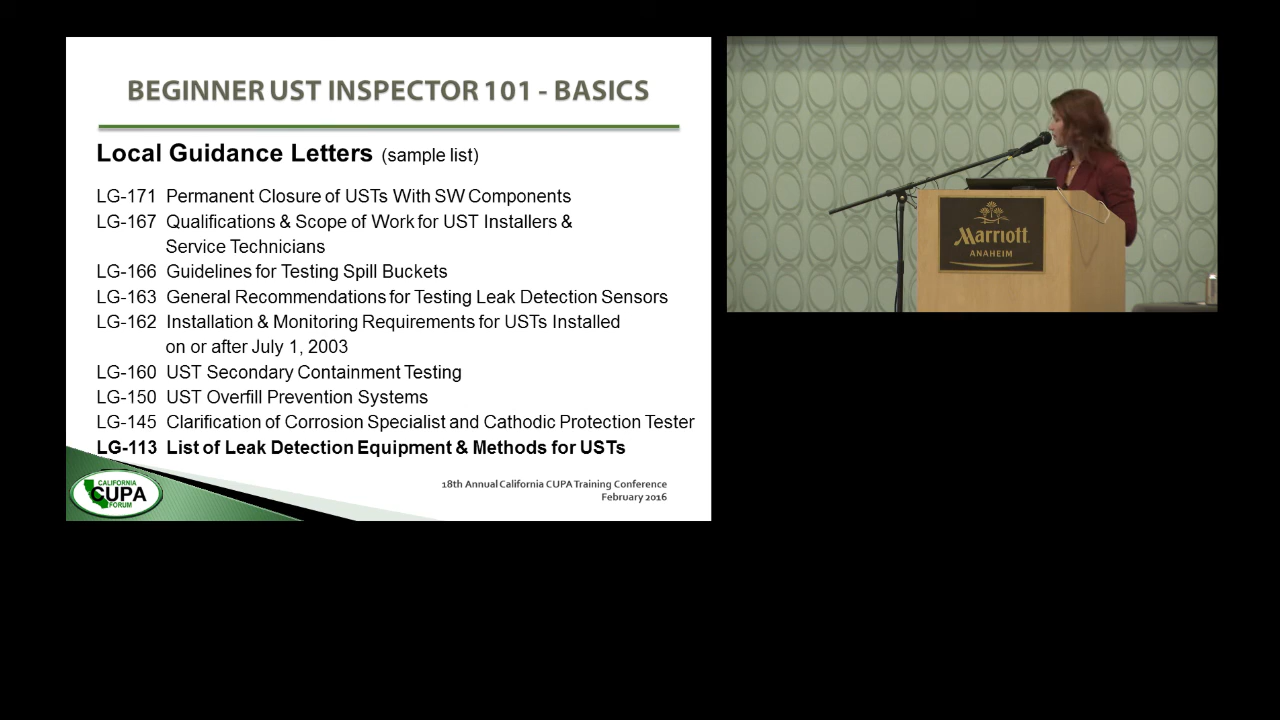 BEGINNER UST INSPECTOR 101 - BASICS
Local Guidance Letters (sample list)
LG-171 Permanent Closure of USTs With SW Components
LG-167 Qualifications & Scope of Work for UST Installers &
Service Technicians
LG-166 Guidelines for Testing Spill Buckets
LG-163 General Recommendations for Testing Leak Detection Sensors
LG-162 Installation & Monitoring Requirements for USTs Installed
on or after July 1, 2003
LG-160 UST Secondary Containment Testing
LG-150 UST Overfill Prevention Systems
LG-145 Clarification of Corrosion Specialist and Cathodic Protection Tester
LG-113 List of Leak Detection Equipment & Methods for USTs
CALIFORNIA
CUPA
FORUM
18th Annual California CUPA Training Conference
February 2016
Marriott
ANAHEIM